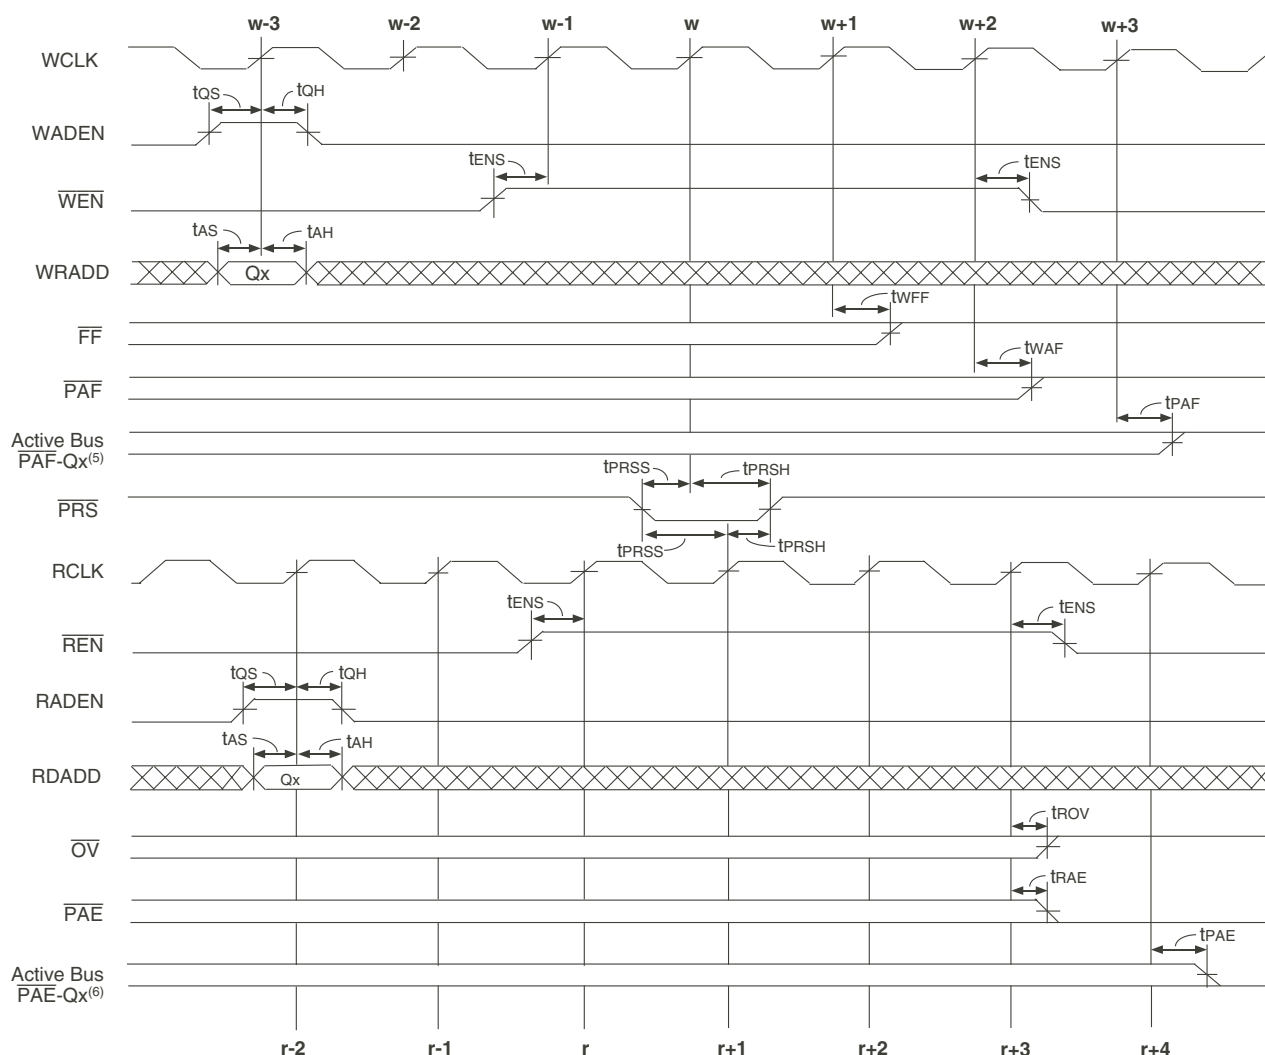 w-3 w-2 w-1 w w+1 w+2 w+3
WCLK
tQS tQH
WADEN
tENS tENS
WEN
tAS tAH
WRADD Qx
tWFF
FF
tWAF
PAF
tPAF
Active Bus
PAF-Qx(5)
tPRSS tPRSH
PRS
tPRSS tPRSH
RCLK
tENS tENS
REN
tQS tQH
RADEN
tAS tAH
RDADD Qx
tROV
OV
tRAE
PAE
tPAE
Active Bus
PAE-Qx(6)
r-2 r-1 r r+1 r+2 r+3 r+4